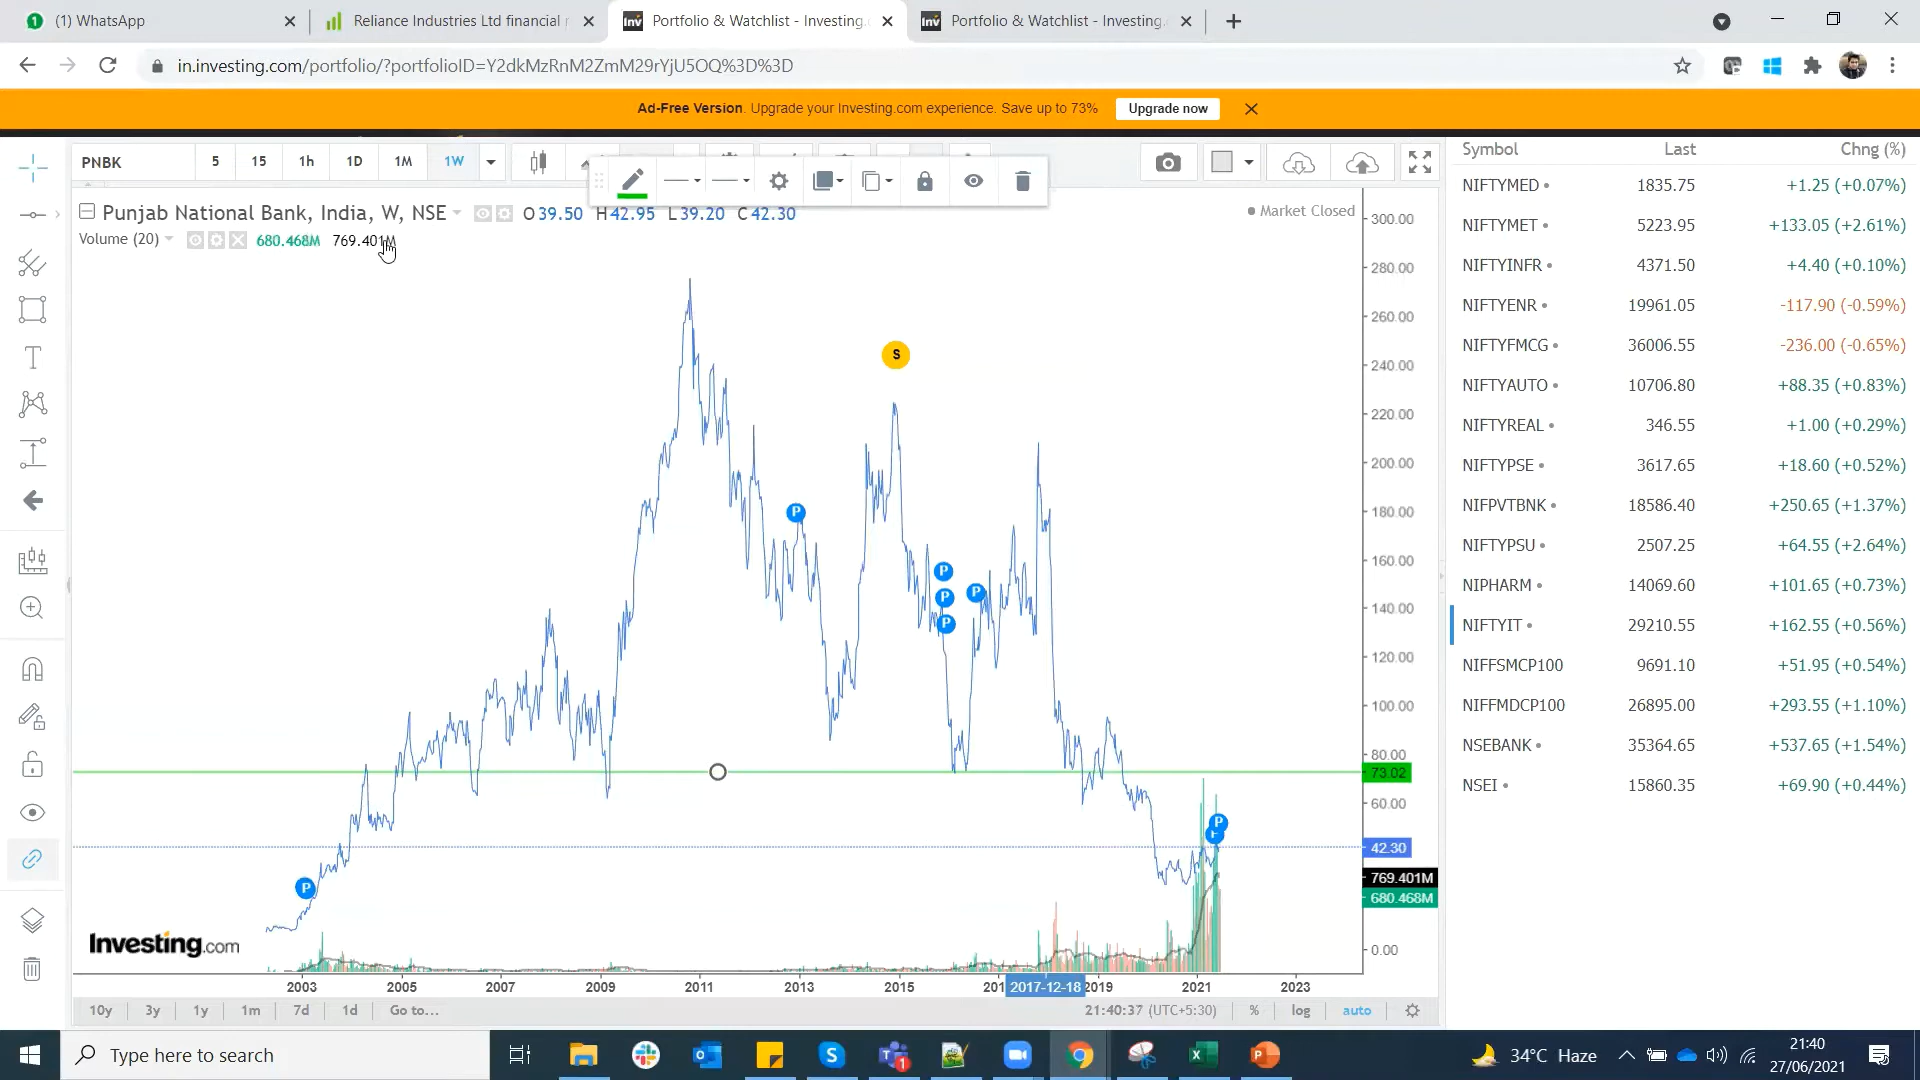 (1) WhatsApp
Reliance Industries Ltd financial
Portfolio & Watchlist - Investing.
Portfolio & Watchlist - Investing.
in.investing.com/portfolio/?portfolioID=Y2dkMzRnM2ZmM29rYjU5OQ%3D%3D
Ad-Free Version. Upgrade your Investing.com experience. Save up to 73% Upgrade now
PNBK 5 15 1h 1D 1M 1W
Punjab National Bank, India, W, NSE O39.50 H42.95 L39.20 C42.30
Market Closed
Volume (20) 680.468M 769.401M
300.00
280.00
260.00
240.00
220.00
200.00
180.00
160.00
140.00
120.00
100.00
80.00
73.02
60.00
42.30
769.401M
680.468M
0.00
S
P
P
P
P
P
P
P
Investing.com
2003 2005 2007 2009 2011 2013 2015 201 2017-12-18 2019 2021 2023
10y 3y 1y 1m 7d 1d Go to... 21:40:37 (UTC+5:30) % log auto
Symbol Last Chng (%)
NIFTYMED 1835.75 +1.25 (+0.07%)
NIFTYMET 5223.95 +133.05 (+2.61%)
NIFTYINFR 4371.50 +4.40 (+0.10%)
NIFTYENR 19961.05 -117.90 (-0.59%)
NIFTYFMCG 36006.55 -236.00 (-0.65%)
NIFTYAUTO 10706.80 +88.35 (+0.83%)
NIFTYREAL 346.55 +1.00 (+0.29%)
NIFTYPSE 3617.65 +18.60 (+0.52%)
NIFPVTBNK 18586.40 +250.65 (+1.37%)
NIFTYPSU 2507.25 +64.55 (+2.64%)
NIPHARM 14069.60 +101.65 (+0.73%)
NIFTYIT 29210.55 +162.55 (+0.56%)
NIFFSMCP100 9691.10 +51.95 (+0.54%)
NIFFMDCP100 26895.00 +293.55 (+1.10%)
NSEBANK 35364.65 +537.65 (+1.54%)
NSEI 15860.35 +69.90 (+0.44%)
Type here to search
34°C Haze
21:40
27/06/2021